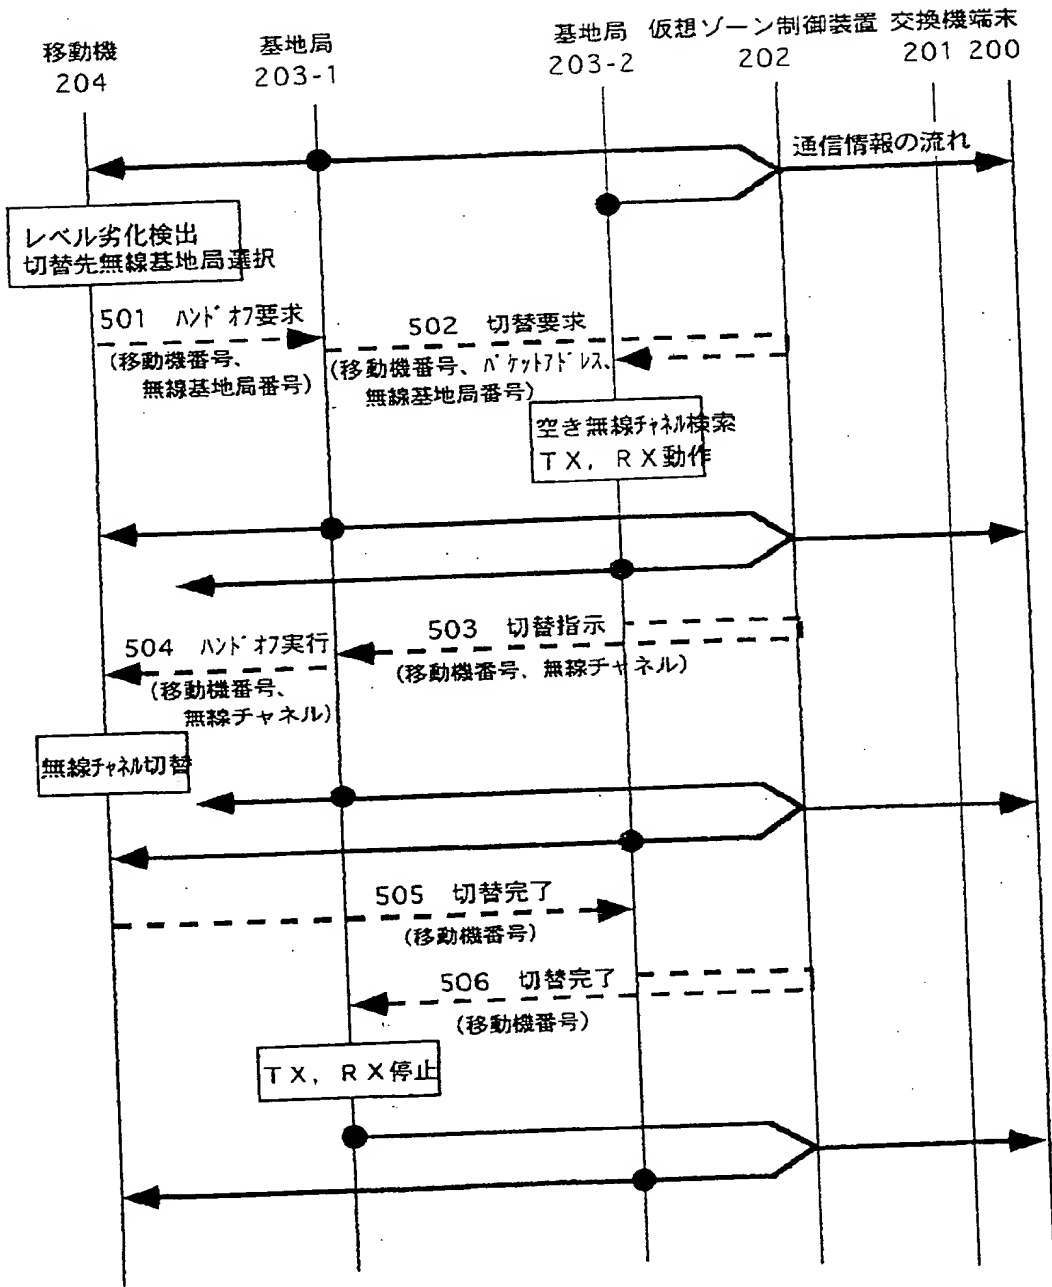 移動機
204
基地局
203-1
基地局
203-2
仮想ゾーン制御装置
202
交換機端末
201 200
通信情報の流れ
レベル劣化検出
切替先無線基地局選択
501 ハンドオフ要求
(移動機番号、
無線基地局番号)
502 切替要求
(移動機番号、パケットアドレス、
無線基地局番号)
空き無線チャネル検索
TX, RX動作
503 切替指示
(移動機番号、無線チャネル)
504 ハンドオフ実行
(移動機番号、
無線チャネル)
無線チャネル切替
505 切替完了
(移動機番号)
506 切替完了
(移動機番号)
TX, RX停止